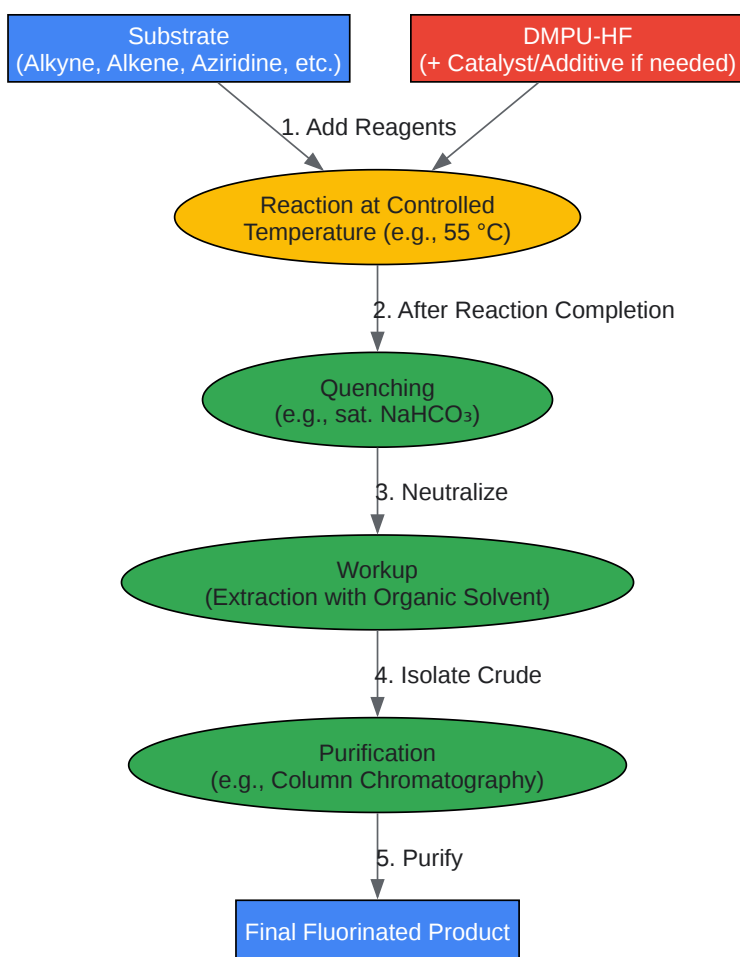 Substrate
(Alkyne, Alkene, Aziridine, etc.)
DMPU-HF
(+ Catalyst/Additive if needed)
1. Add Reagents
Reaction at Controlled
Temperature (e.g., 55 °C)
2. After Reaction Completion
Quenching
(e.g., sat. NaHCO₃)
3. Neutralize
Workup
(Extraction with Organic Solvent)
4. Isolate Crude
Purification
(e.g., Column Chromatography)
5. Purify
Final Fluorinated Product